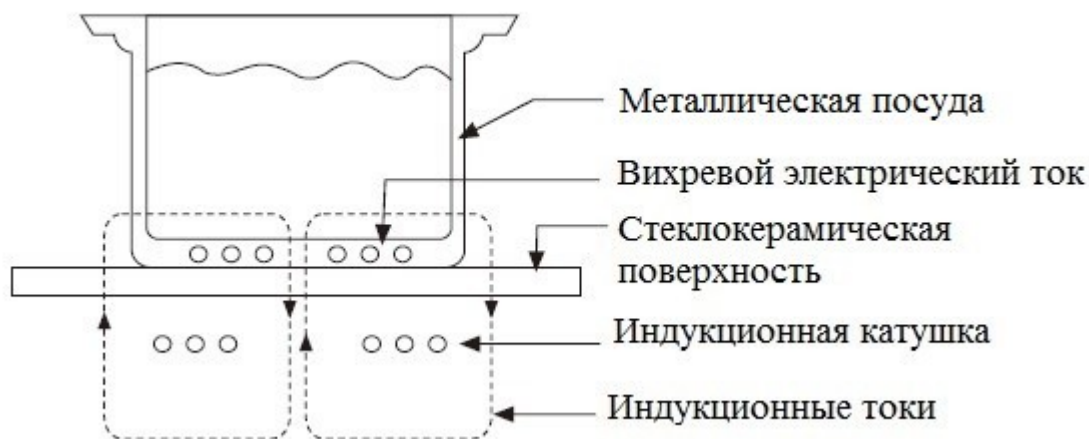 Металлическая посуда
Вихревой электрический ток
Стеклокерамическая
поверхность
Индукционная катушка
Индукционные токи